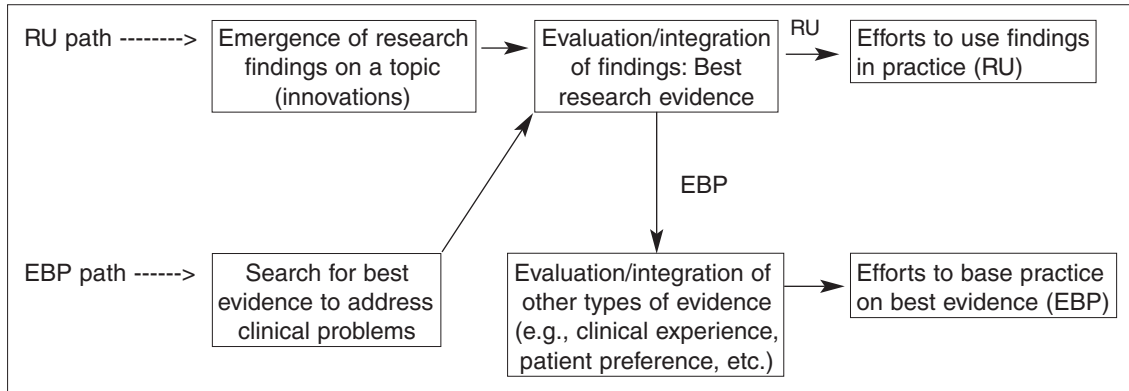 RU path -------->
Emergence of research
findings on a topic
(innovations)
Evaluation/integration
of findings: Best
research evidence
RU
Efforts to use findings
in practice (RU)
EBP
EBP path ------>
Search for best
evidence to address
clinical problems
Evaluation/integration of
other types of evidence
(e.g., clinical experience,
patient preference, etc.)
Efforts to base practice
on best evidence (EBP)